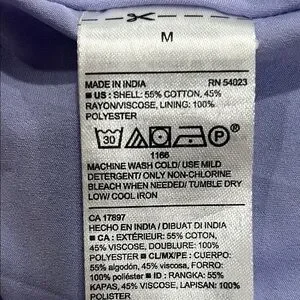 M
MADE IN INDIA RN 54023
■ US : SHELL: 55% COTTON, 45%
RAYON/VISCOSE, LINING: 100%
POLYESTER
30 P
1166
MACHINE WASH COLD/ USE MILD
DETERGENT/ ONLY NON-CHLORINE
BLEACH WHEN NEEDED/ TUMBLE DRY
LOW/ COOL IRON
CA 17897
HECHO EN INDIA / DIBUAT DI INDIA
■ CA : EXTÉRIEUR: 55% COTON,
45% VISCOSE, DOUBLURE: 100%
POLYESTER ■ CL/MX/PE : CUERPO:
55% algodón, 45% viscosa, FORRO:
100% poliéster ■ ID : RANGKA: 55%
KAPAS, 45% VISCOSA, LAPISAN: 100%
POLISTER